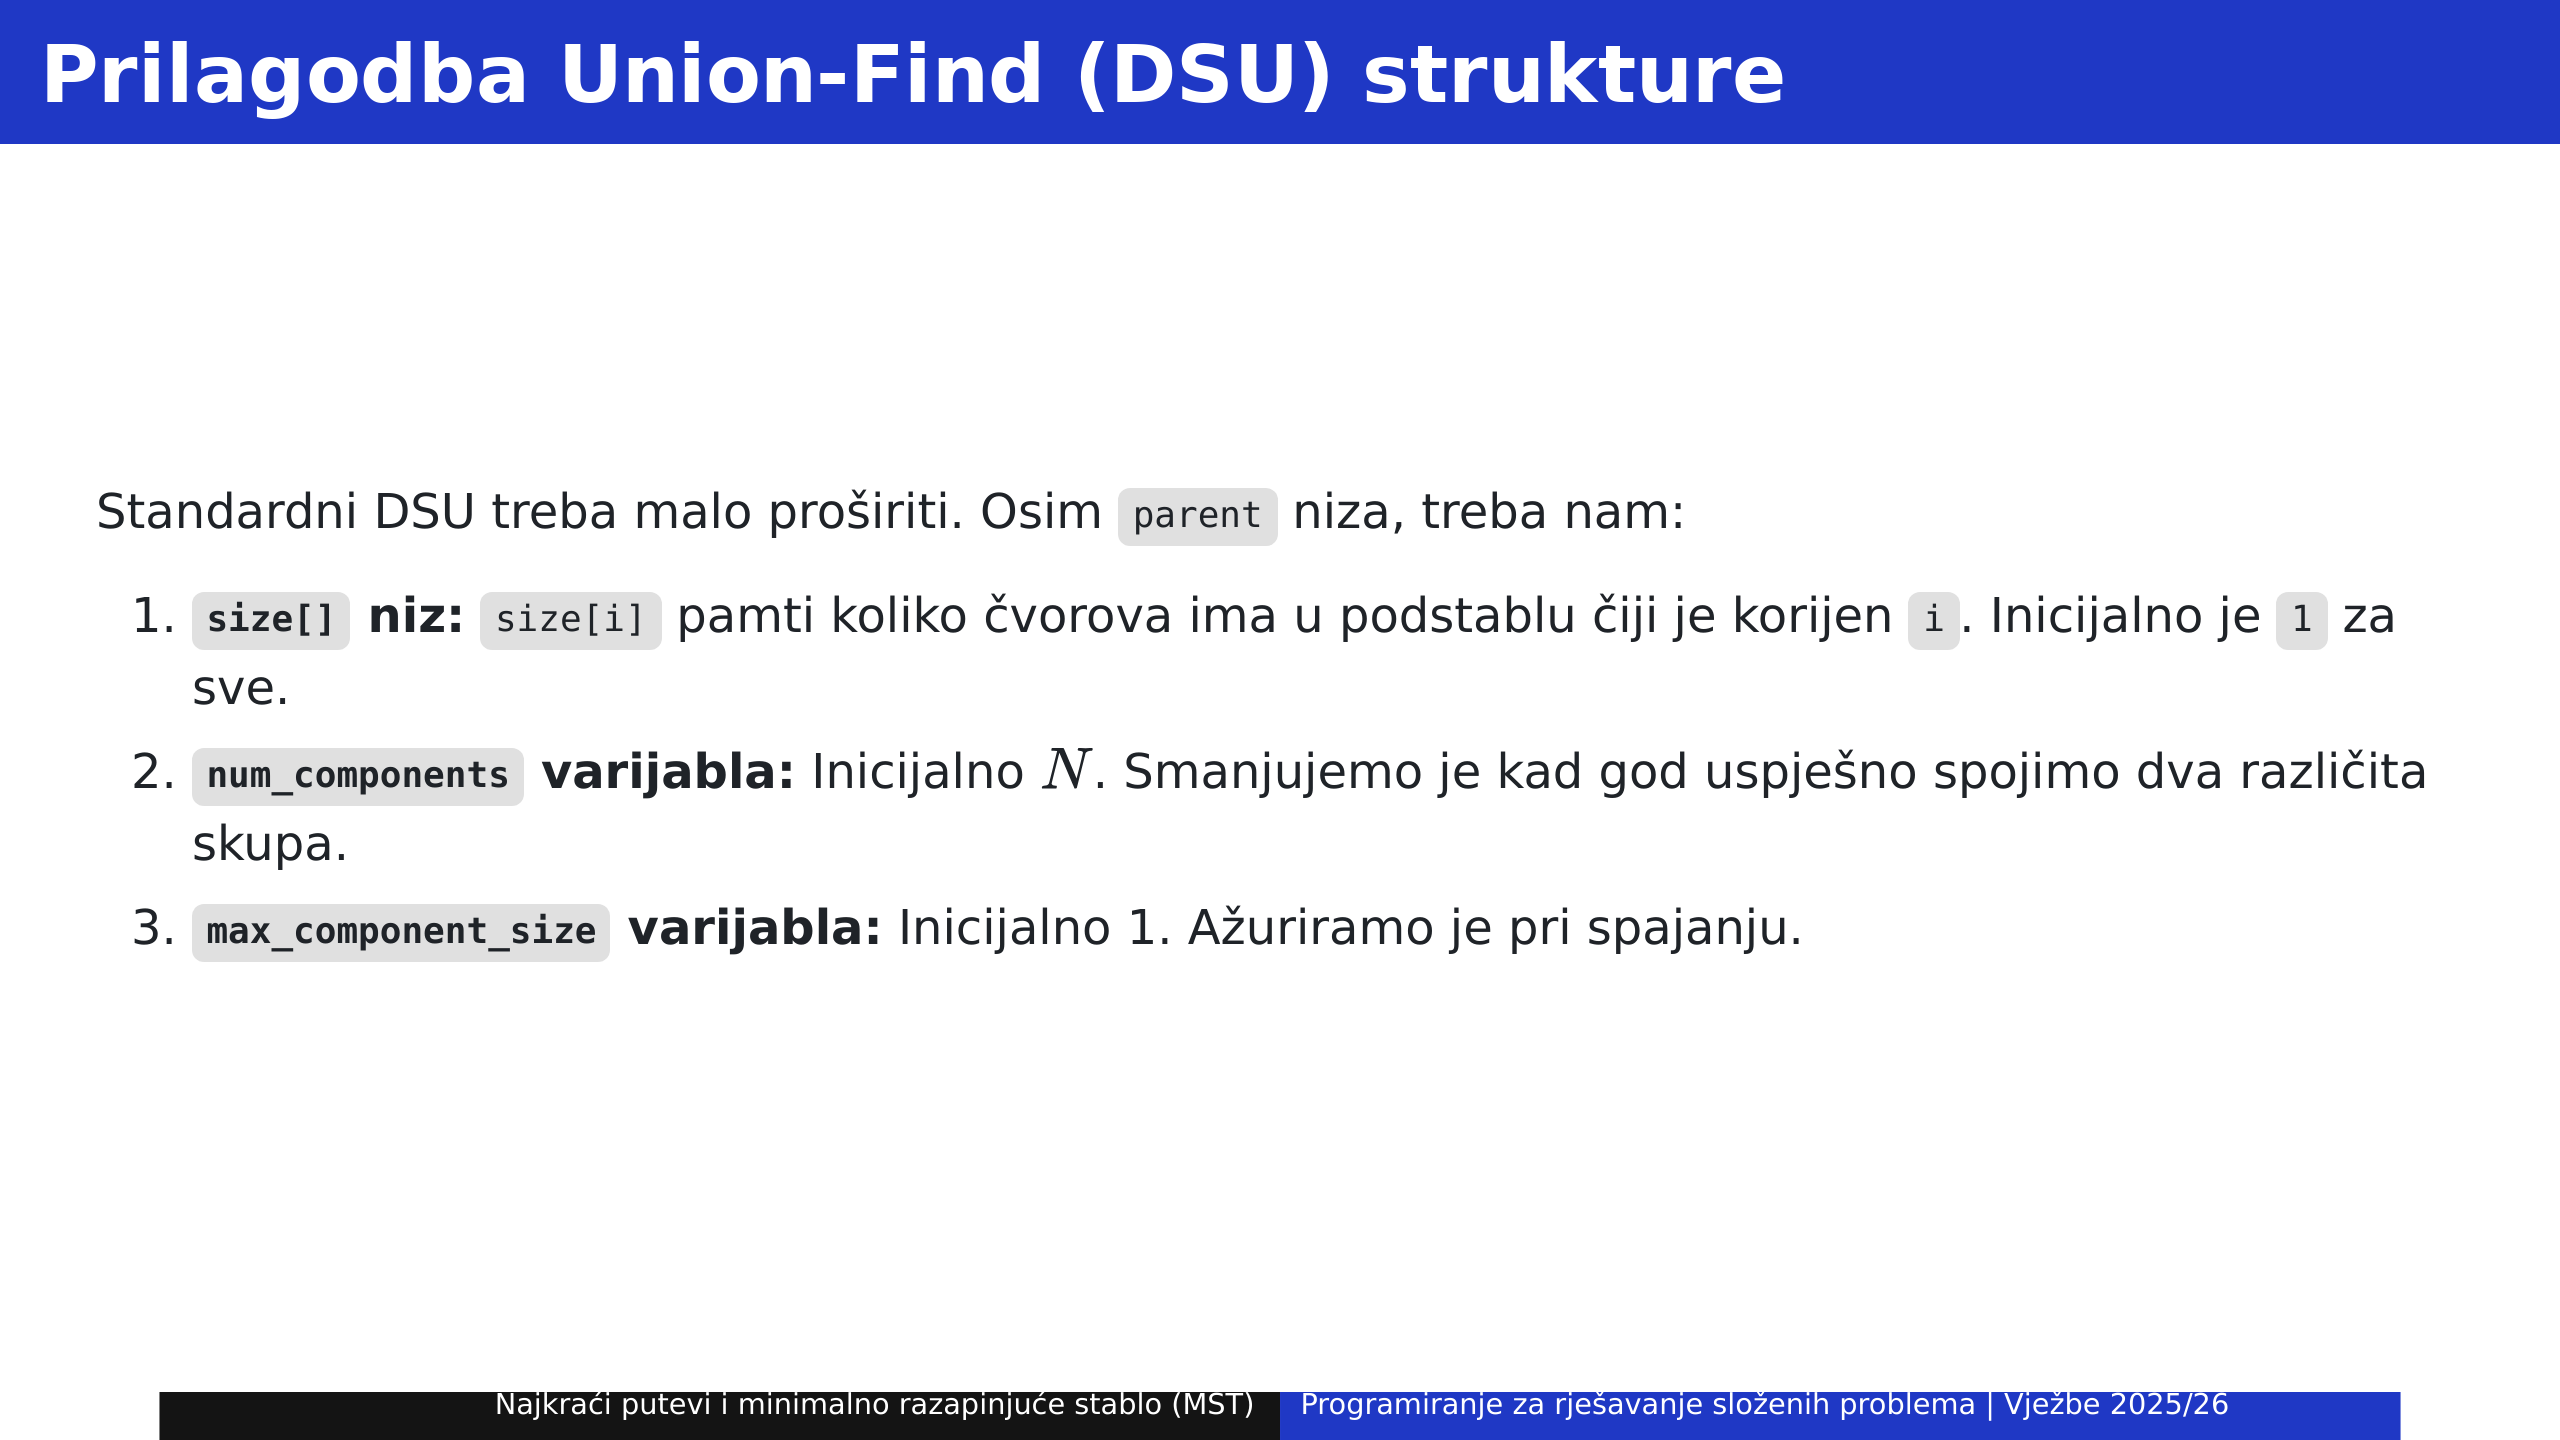 Prilagodba Union-Find (DSU) strukture
Standardni DSU treba malo proširiti. Osim parent niza, treba nam:
1. size[] niz: size[i] pamti koliko čvorova ima u podstablu čiji je korijen i. Inicijalno je 1 za
sve.
2. num_components varijabla: Inicijalno N. Smanjujemo je kad god uspješno spojimo dva različita
skupa.
3. max_component_size varijabla: Inicijalno 1. Ažuriramo je pri spajanju.
Najkraći putevi i minimalno razapinjuće stablo (MST)
Programiranje za rješavanje složenih problema | Vježbe 2025/26